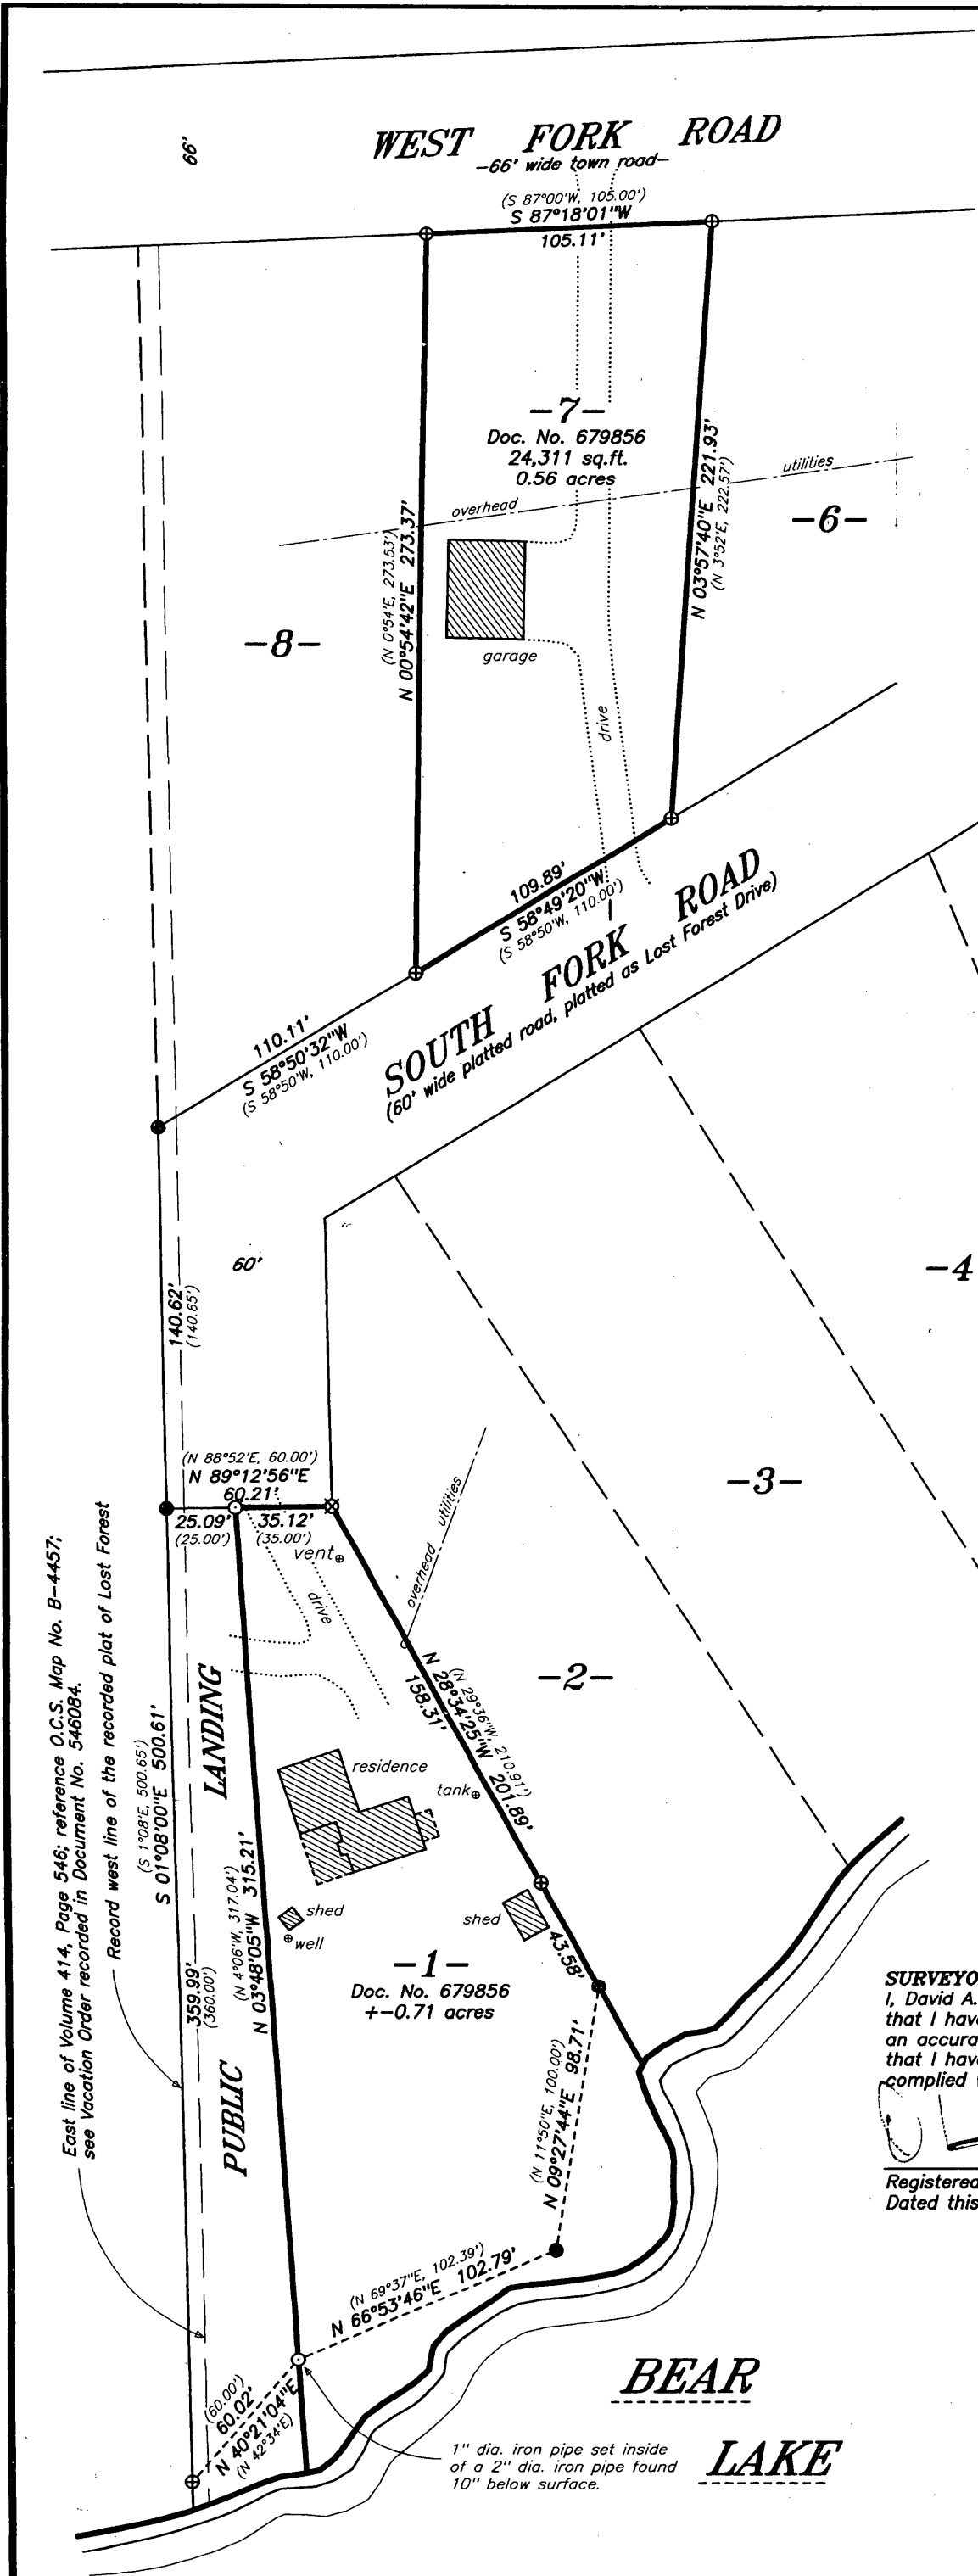 66'
WEST FORK ROAD
-66' wide town road-
(S 87°00'W, 105.00')
S 87°18'01"W
105.11'
-7-
Doc. No. 679856
24,311 sq.ft.
0.56 acres
overhead
utilities
N 03°57'40"E 221.93'
(N 3°52'E, 222.57')
-6-
(N 0°54'E, 273.53')
N 00°54'42"E 273.37'
-8-
garage
drive
109.89'
S 58°49'20"W
(S 58°50'W, 110.00')
SOUTH FORK ROAD
(60' wide platted road, platted as Lost Forest Drive)
110.11'
S 58°50'32"W
(S 58°50'W, 110.00')
60'
140.62'
(140.65')
-4
-3-
(N 88°52'E, 60.00')
N 89°12'56"E
60.21'
25.09'
(25.00')
35.12'
(35.00')
vent
drive
overhead utilities
(N 29°36'W, 210.91')
N 28°34'25"W 201.89'
158.31'
-2-
East line of Volume 414, Page 546; reference O.C.S. Map No. B-4457;
see Vacation Order recorded in Document No. 546084.
Record west line of the recorded plat of Lost Forest
(S 1°08'E, 500.65')
S 01°08'00"E 500.61'
PUBLIC LANDING
residence
tank
shed
well
shed
43.58'
(N 4°06'W, 317.04')
N 03°48'05"W 315.21'
359.99'
(360.00')
-1-
Doc. No. 679856
+-0.71 acres
(N 11°50'E, 100.00')
N 09°27'44"E 98.71'
(N 69°37'E, 102.39')
N 66°53'46"E 102.79'
(60.00')
60.02'
N 40°21'04"E
(N 42°34'E)
SURVEYO
I, David A.
that I have
an accura
that I have
complied
Registered
Dated this
BEAR
LAKE
1" dia. iron pipe set inside
of a 2" dia. iron pipe found
10" below surface.